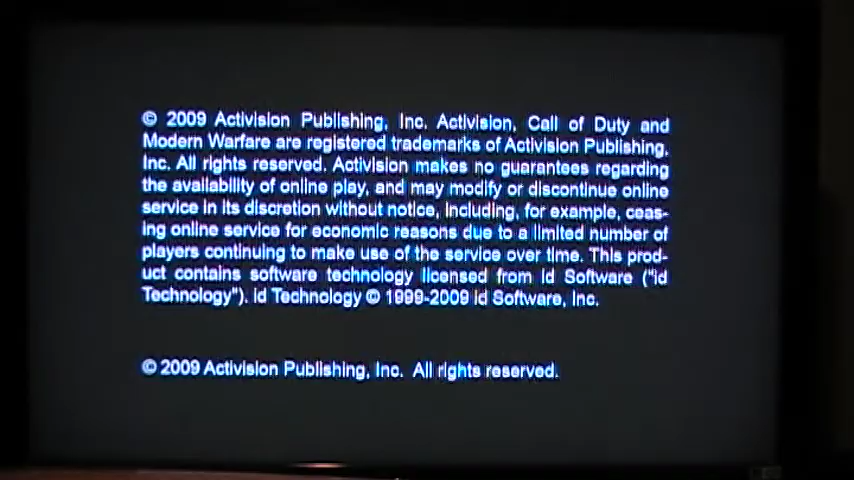 © 2009 Activision Publishing, Inc. Activision, Call of Duty and
Modern Warfare are registered trademarks of Activision Publishing,
Inc. All rights reserved. Activision makes no guarantees regarding
the availability of online play, and may modify or discontinue online
service in its discretion without notice, including, for example, ceas-
ing online service for economic reasons due to a limited number of
players continuing to make use of the service over time. This prod-
uct contains software technology licensed from id Software ("id
Technology"). id Technology © 1999-2009 id Software, Inc.
© 2009 Activision Publishing, Inc. All rights reserved.